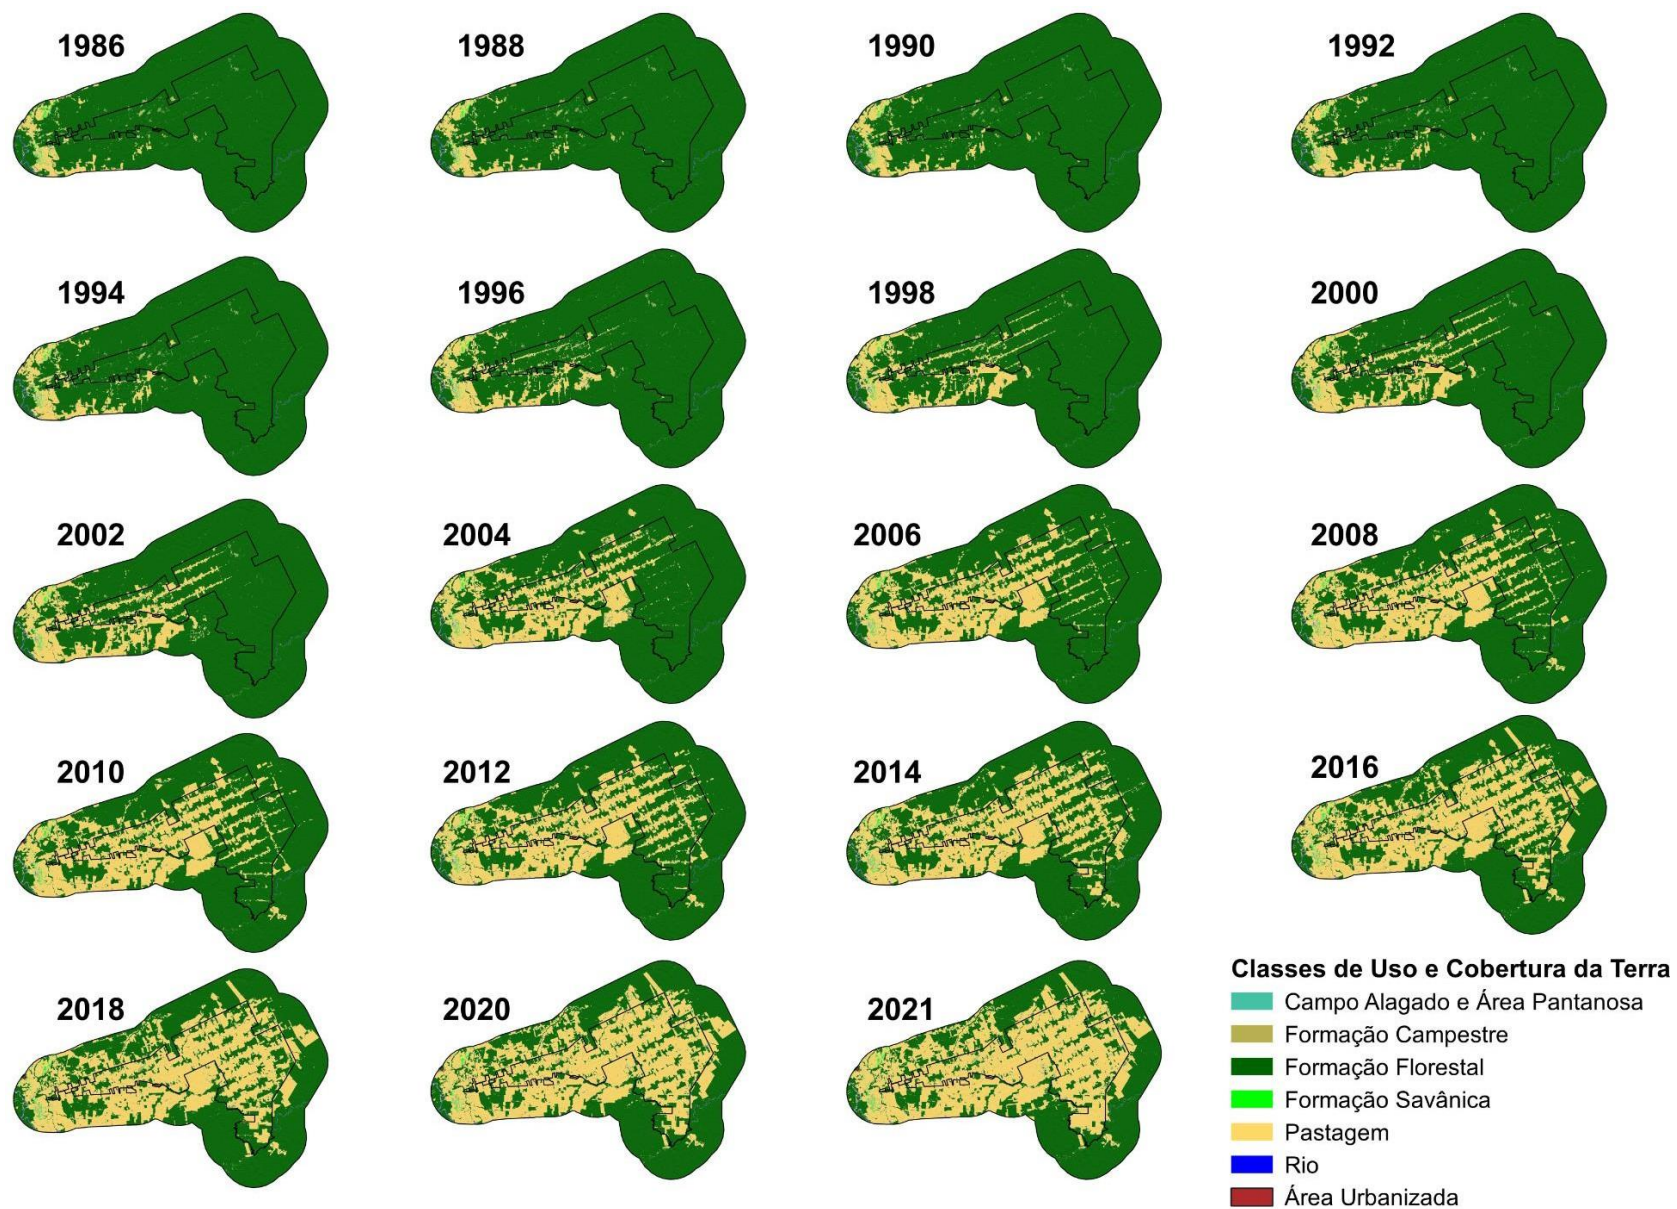 1986
1988
1990
1992
1994
1996
1998
2000
2002
2004
2006
2008
2010
2012
2014
2016
2018
2020
2021
Classes de Uso e Cobertura da Terra
Campo Alagado e Área Pantanosa
Formação Campestre
Formação Florestal
Formação Savânica
Pastagem
Rio
Área Urbanizada